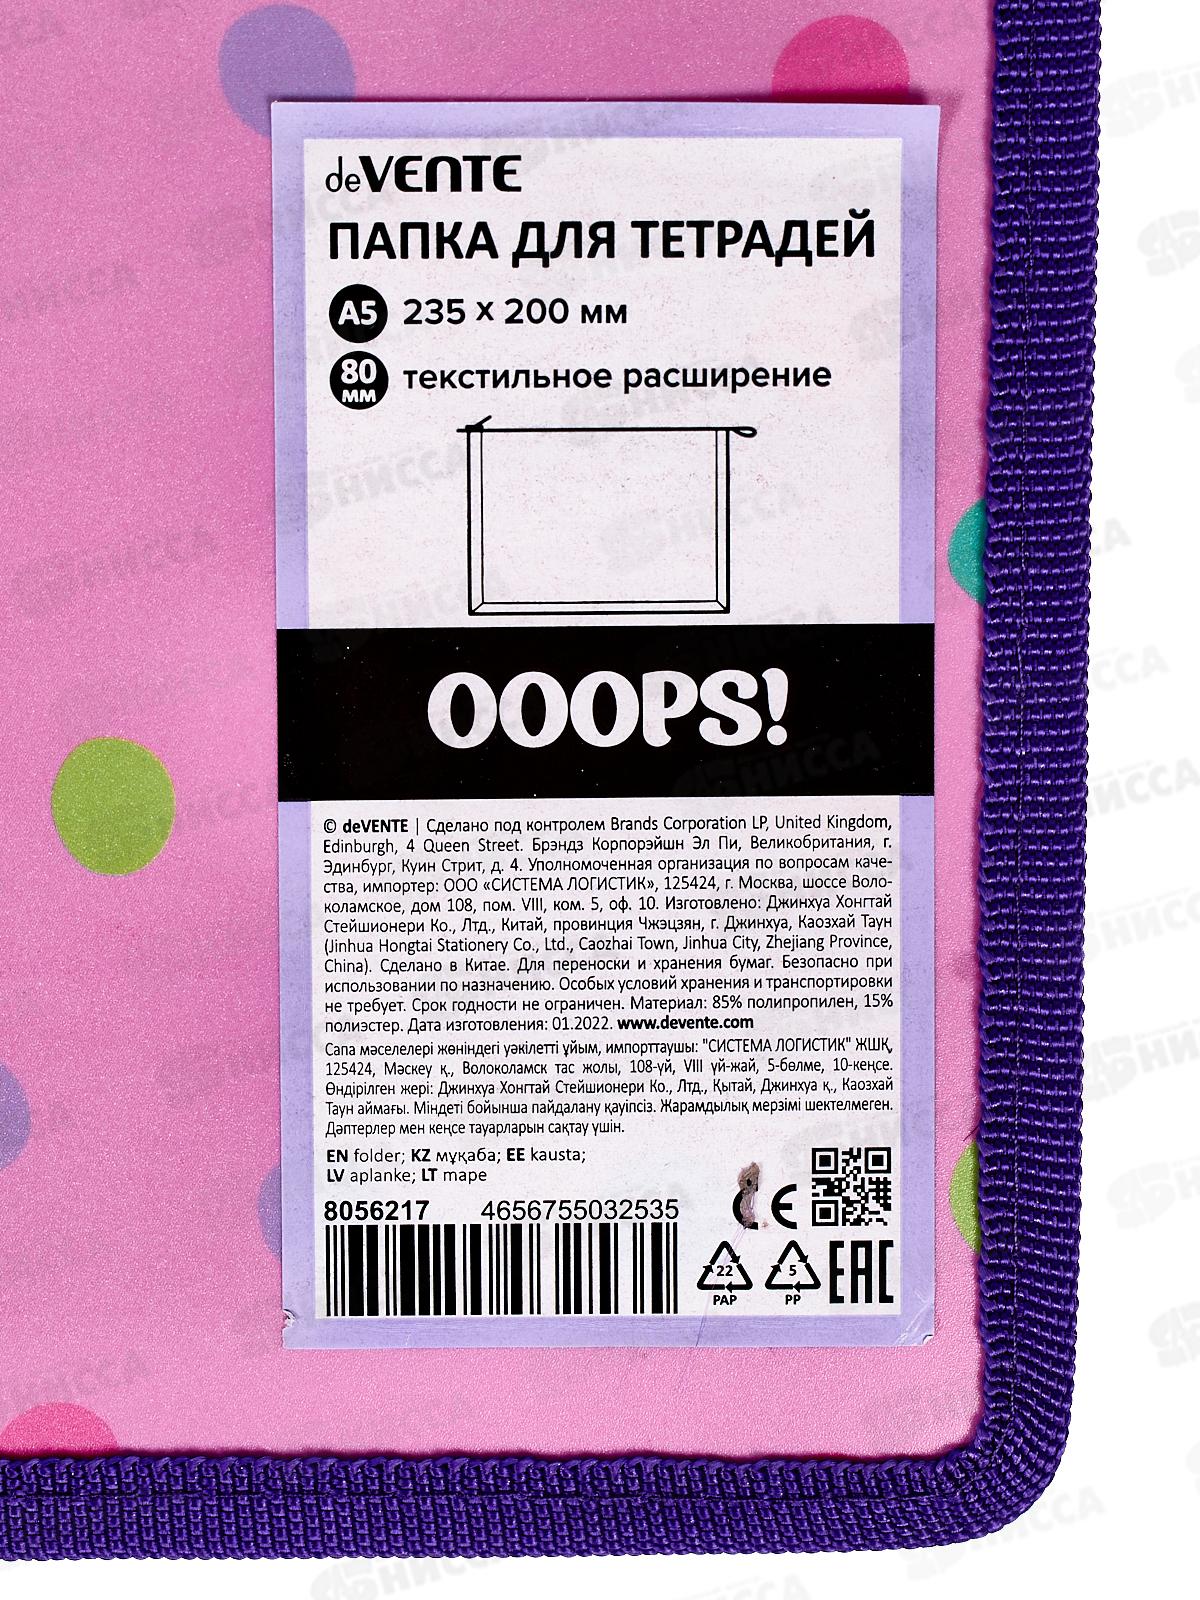 deVENTE
ПАПКА ДЛЯ ТЕТРАДЕЙ
A5 235 x 200 мм
80 мм текстильное расширение
OOOPS!
© deVENTE | Сделано под контролем Brands Corporation LP, United Kingdom,
Edinburgh, 4 Queen Street. Брэндз Корпорэйшн Эл Пи, Великобритания, г.
Эдинбург, Куин Стрит, д. 4. Уполномоченная организация по вопросам каче-
ства, импортер: ООО «СИСТЕМА ЛОГИСТИК», 125424, г. Москва, шоссе Воло-
коламское, дом 108, пом. VIII, ком. 5, оф. 10. Изготовлено: Джинхуа Хонгтай
Стейшионери Ко., Лтд., Китай, провинция Чжэцзян, г. Джинхуа, Каозхай Таун
(Jinhua Hongtai Stationery Co., Ltd., Caozhai Town, Jinhua City, Zhejiang Province,
China). Сделано в Китае. Для переноски и хранения бумаг. Безопасно при
использовании по назначению. Особых условий хранения и транспортировки
не требует. Срок годности не ограничен. Материал: 85% полипропилен, 15%
полиэстер. Дата изготовления: 01.2022. www.devente.com
Сапа мәселелері жөніндегі уәкілетті ұйым, импорттаушы: "СИСТЕМА ЛОГИСТИК" ЖШҚ,
125424, Мәскеу қ., Волоколамск тас жолы, 108-үй, VIII үй-жай, 5-бөлме, 10-кеңсе.
Өндірілген жері: Джинхуа Хонгтай Стейшионери Ко., Лтд., Қытай, Джинхуа қ., Каозхай
Таун аймағы. Міндеті бойынша пайдалану қауіпсіз. Жарамдылық мерзімі шектелмеген.
Дәптерлер мен кеңсе тауарларын сақтау үшін.
EN folder; KZ мұқаба; EE kausta;
LV aplanke; LT mape
8056217 4656755032535
CE
22 5 EAC
PAP PP
НИССА